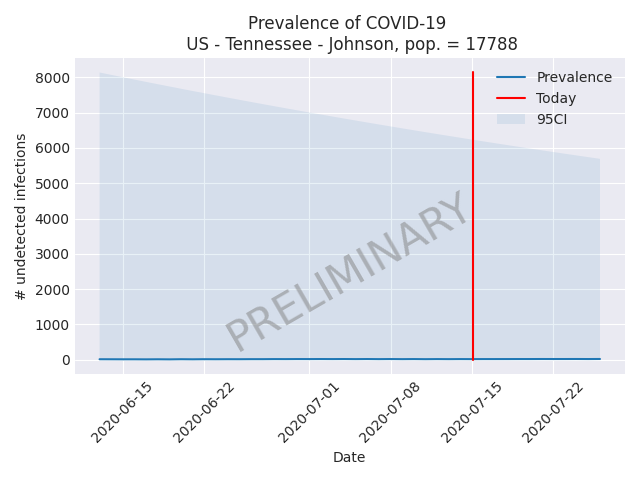 Prevalence of COVID-19
US - Tennessee - Johnson, pop. = 17788
# undetected infections
8000
7000
6000
5000
4000
3000
2000
1000
0
Prevalence
Today
95CI
PRELIMINARY
2020-06-15
2020-06-22
2020-07-01
2020-07-08
2020-07-15
2020-07-22
Date